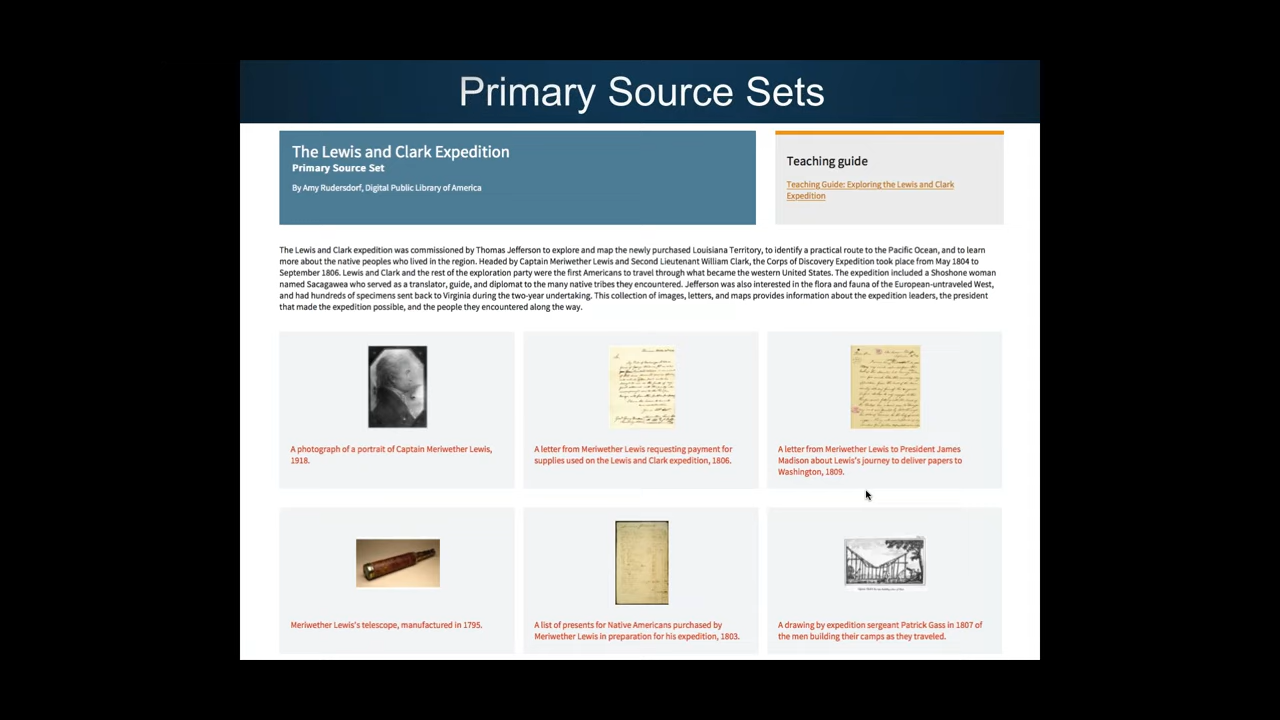 Primary Source Sets
The Lewis and Clark Expedition
Primary Source Set
By Amy Rudersdorf, Digital Public Library of America
Teaching guide
Teaching Guide: Exploring the Lewis and Clark
Expedition
The Lewis and Clark expedition was commissioned by Thomas Jefferson to explore and map the newly purchased Louisiana Territory, to identify a practical route to the Pacific Ocean, and to learn
more about the native peoples who lived in the region. Headed by Captain Meriwether Lewis and Second Lieutenant William Clark, the Corps of Discovery Expedition took place from May 1804 to
September 1806. Lewis and Clark and the rest of the exploration party were the first Americans to travel through what became the western United States. The expedition included a Shoshone woman
named Sacagawea who served as a translator, guide, and diplomat to the many native tribes they encountered. Jefferson was also interested in the flora and fauna of the European-untraveled West,
and had hundreds of specimens sent back to Virginia during the two-year undertaking. This collection of images, letters, and maps provides information about the expedition leaders, the president
that made the expedition possible, and the people they encountered along the way.
A photograph of a portrait of Captain Meriwether Lewis,
1918.
A letter from Meriwether Lewis requesting payment for
supplies used on the Lewis and Clark expedition, 1806.
A letter from Meriwether Lewis to President James
Madison about Lewis's journey to deliver papers to
Washington, 1809.
Meriwether Lewis's telescope, manufactured in 1795.
A list of presents for Native Americans purchased by
Meriwether Lewis in preparation for his expedition, 1803.
A drawing by expedition sergeant Patrick Gass in 1807 of
the men building their camps as they traveled.